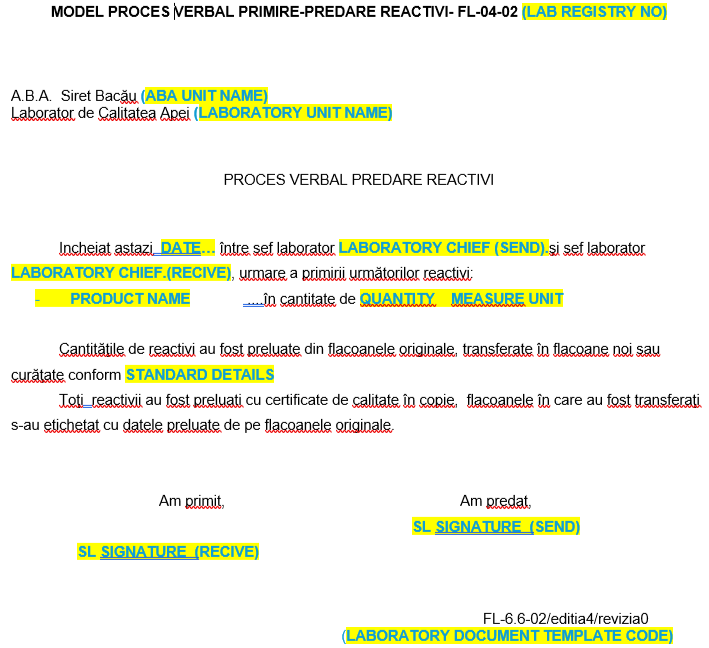 MODEL PROCES VERBAL PRIMIRE-PREDARE REACTIVI- FL-04-02 (LAB REGISTRY NO)
A.B.A. Siret Bacău (ABA UNIT NAME)
Laborator de Calitatea Apei (LABORATORY UNIT NAME)
PROCES VERBAL PREDARE REACTIVI
Incheiat astazi DATE... între sef laborator LABORATORY CHIEF (SEND).și sef laborator
LABORATORY CHIEF.(RECIVE), urmare a primirii următorilor reactivi:
- PRODUCT NAME ....în cantitate de QUANTITY MEASURE UNIT
Cantitățile de reactivi au fost preluate din flacoanele originale, transferate în flacoane noi sau
curățate conform STANDARD DETAILS
Toți reactivii au fost preluati cu certificate de calitate în copie, flacoanele în care au fost transferați
s-au etichetat cu datele preluate de pe flacoanele originale.
Am primit, Am predat,
SL SIGNATURE (SEND)
SL SIGNATURE (RECIVE)
FL-6.6-02/editia4/revizia0
(LABORATORY DOCUMENT TEMPLATE CODE)